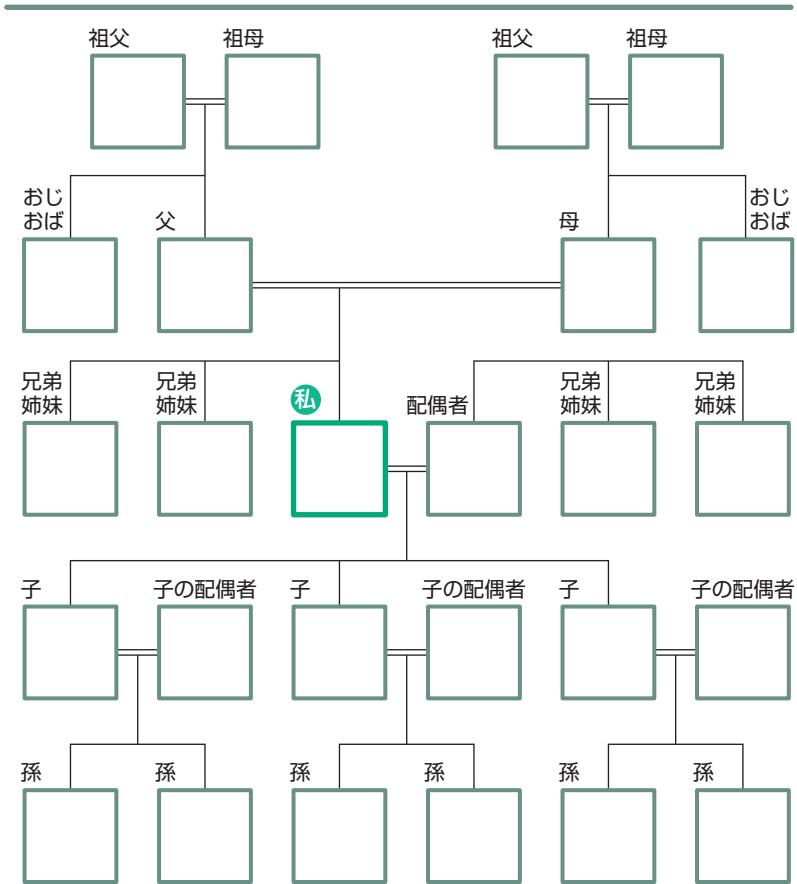 祖父
祖母
祖父
祖母
おじ
おば
父
母
おじ
おば
兄弟
姉妹
兄弟
姉妹
私
配偶者
兄弟
姉妹
兄弟
姉妹
子
子の配偶者
子
子の配偶者
子
子の配偶者
孫
孫
孫
孫
孫
孫